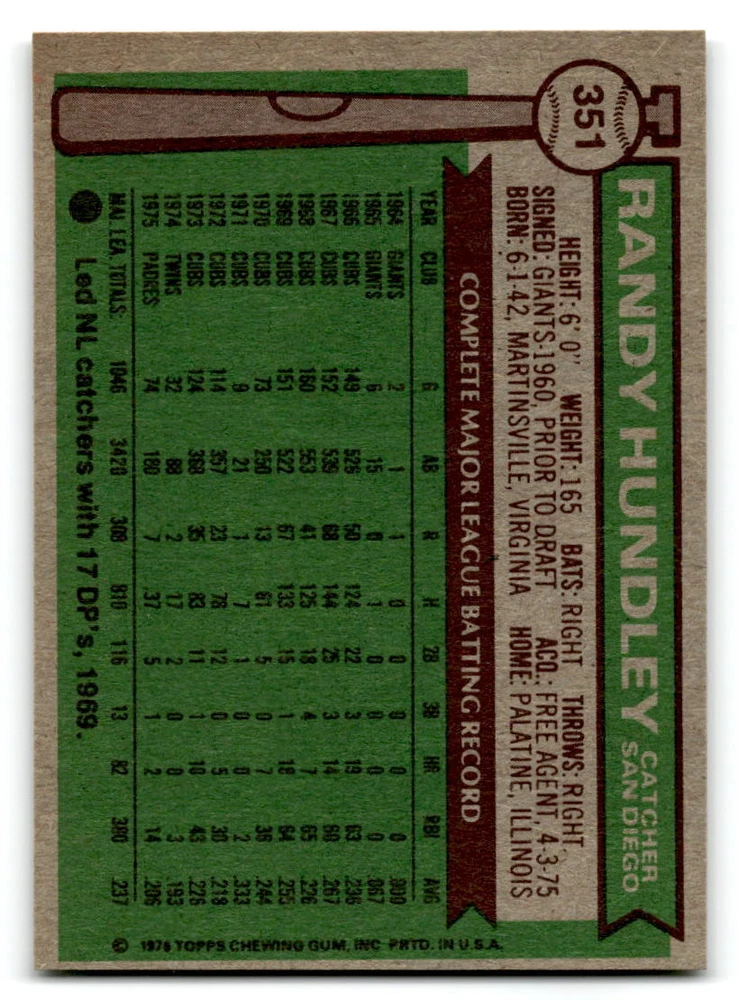 351
RANDY HUNDLEY CATCHER SAN DIEGO
HEIGHT: 6' 0" WEIGHT: 165 BATS: RIGHT THROWS: RIGHT
SIGNED: GIANTS-1960, PRIOR TO DRAFT ACQ.: FREE AGENT, 4-3-75
BORN: 6-1-42, MARTINSVILLE, VIRGINIA HOME: PALATINE, ILLINOIS
COMPLETE MAJOR LEAGUE BATTING RECORD
YEAR CLUB G AB R H 2B 3B HR RBI AVG
1964 GIANTS 2 1 1 0 0 0 0 0 .000
1965 GIANTS 6 15 0 1 0 0 0 0 .067
1966 CUBS 149 526 50 124 22 3 19 63 .236
1967 CUBS 152 539 68 144 25 3 14 60 .267
1968 CUBS 160 553 41 125 18 4 7 65 .226
1969 CUBS 151 522 67 133 15 1 18 64 .255
1970 CUBS 73 250 13 61 5 0 7 36 .244
1971 CUBS 9 21 1 7 1 0 0 2 .333
1972 CUBS 114 357 23 78 12 0 5 30 .218
1973 CUBS 124 368 35 83 11 1 10 43 .226
1974 TWINS 32 88 2 17 2 0 0 3 .193
1975 PADRES 74 180 7 37 5 1 2 14 .206
MAJ. LEA. TOTALS: 1046 3420 308 810 116 13 82 380 .237
Led NL catchers with 17 DP's, 1969.
© 1976 TOPPS CHEWING GUM, INC. PRTD. IN U.S.A.